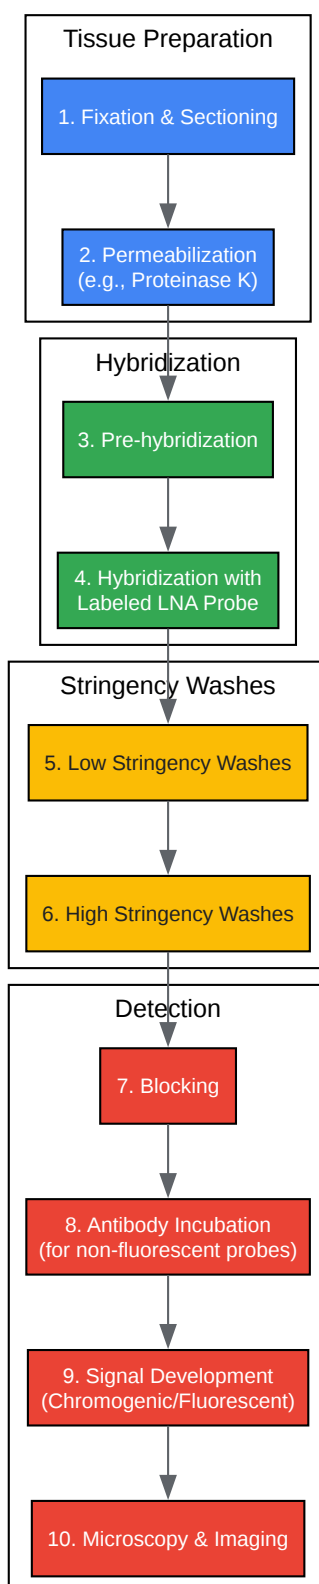 Tissue Preparation
1. Fixation & Sectioning
2. Permeabilization
(e.g., Proteinase K)
Hybridization
3. Pre-hybridization
4. Hybridization with
Labeled LNA Probe
Stringency Washes
5. Low Stringency Washes
6. High Stringency Washes
Detection
7. Blocking
8. Antibody Incubation
(for non-fluorescent probes)
9. Signal Development
(Chromogenic/Fluorescent)
10. Microscopy & Imaging